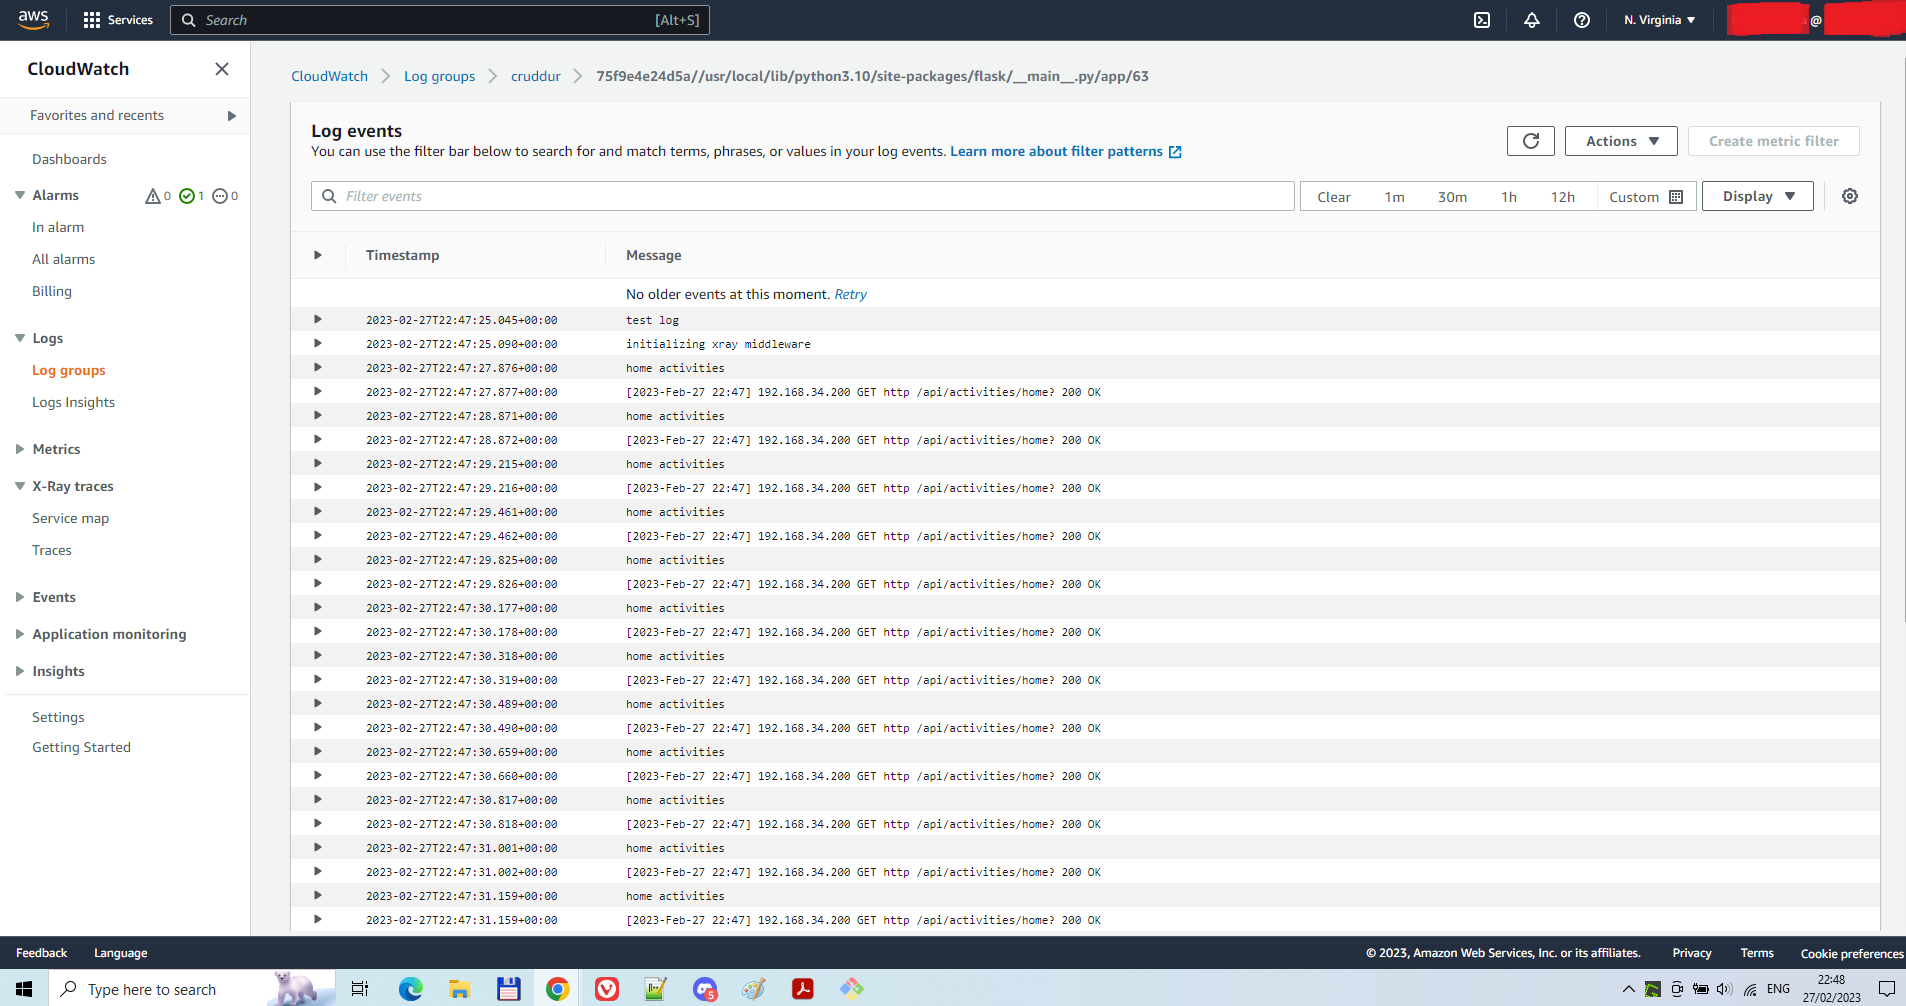 aws Services Search [Alt+S] N. Virginia @
CloudWatch
Favorites and recents
Dashboards
Alarms 0 1 0
In alarm
All alarms
Billing
Logs
Log groups
Logs Insights
Metrics
X-Ray traces
Service map
Traces
Events
Application monitoring
Insights
Settings
Getting Started
CloudWatch Log groups cruddur 75f9e4e24d5a//usr/local/lib/python3.10/site-packages/flask/__main__.py/app/63
Log events
You can use the filter bar below to search for and match terms, phrases, or values in your log events. Learn more about filter patterns
Actions Create metric filter
Filter events Clear 1m 30m 1h 12h Custom Display
Timestamp Message
No older events at this moment. Retry
2023-02-27T22:47:25.045+00:00 test log
2023-02-27T22:47:25.090+00:00 initializing xray middleware
2023-02-27T22:47:27.876+00:00 home activities
2023-02-27T22:47:27.877+00:00 [2023-Feb-27 22:47] 192.168.34.200 GET http /api/activities/home? 200 OK
2023-02-27T22:47:28.871+00:00 home activities
2023-02-27T22:47:28.872+00:00 [2023-Feb-27 22:47] 192.168.34.200 GET http /api/activities/home? 200 OK
2023-02-27T22:47:29.215+00:00 home activities
2023-02-27T22:47:29.216+00:00 [2023-Feb-27 22:47] 192.168.34.200 GET http /api/activities/home? 200 OK
2023-02-27T22:47:29.461+00:00 home activities
2023-02-27T22:47:29.462+00:00 [2023-Feb-27 22:47] 192.168.34.200 GET http /api/activities/home? 200 OK
2023-02-27T22:47:29.825+00:00 home activities
2023-02-27T22:47:29.826+00:00 [2023-Feb-27 22:47] 192.168.34.200 GET http /api/activities/home? 200 OK
2023-02-27T22:47:30.177+00:00 home activities
2023-02-27T22:47:30.178+00:00 [2023-Feb-27 22:47] 192.168.34.200 GET http /api/activities/home? 200 OK
2023-02-27T22:47:30.318+00:00 home activities
2023-02-27T22:47:30.319+00:00 [2023-Feb-27 22:47] 192.168.34.200 GET http /api/activities/home? 200 OK
2023-02-27T22:47:30.489+00:00 home activities
2023-02-27T22:47:30.490+00:00 [2023-Feb-27 22:47] 192.168.34.200 GET http /api/activities/home? 200 OK
2023-02-27T22:47:30.659+00:00 home activities
2023-02-27T22:47:30.660+00:00 [2023-Feb-27 22:47] 192.168.34.200 GET http /api/activities/home? 200 OK
2023-02-27T22:47:30.817+00:00 home activities
2023-02-27T22:47:30.818+00:00 [2023-Feb-27 22:47] 192.168.34.200 GET http /api/activities/home? 200 OK
2023-02-27T22:47:31.001+00:00 home activities
2023-02-27T22:47:31.002+00:00 [2023-Feb-27 22:47] 192.168.34.200 GET http /api/activities/home? 200 OK
2023-02-27T22:47:31.159+00:00 home activities
2023-02-27T22:47:31.159+00:00 [2023-Feb-27 22:47] 192.168.34.200 GET http /api/activities/home? 200 OK
Feedback Language © 2023, Amazon Web Services, Inc. or its affiliates. Privacy Terms Cookie preferences
Type here to search 5 ENG 22:48
27/02/2023